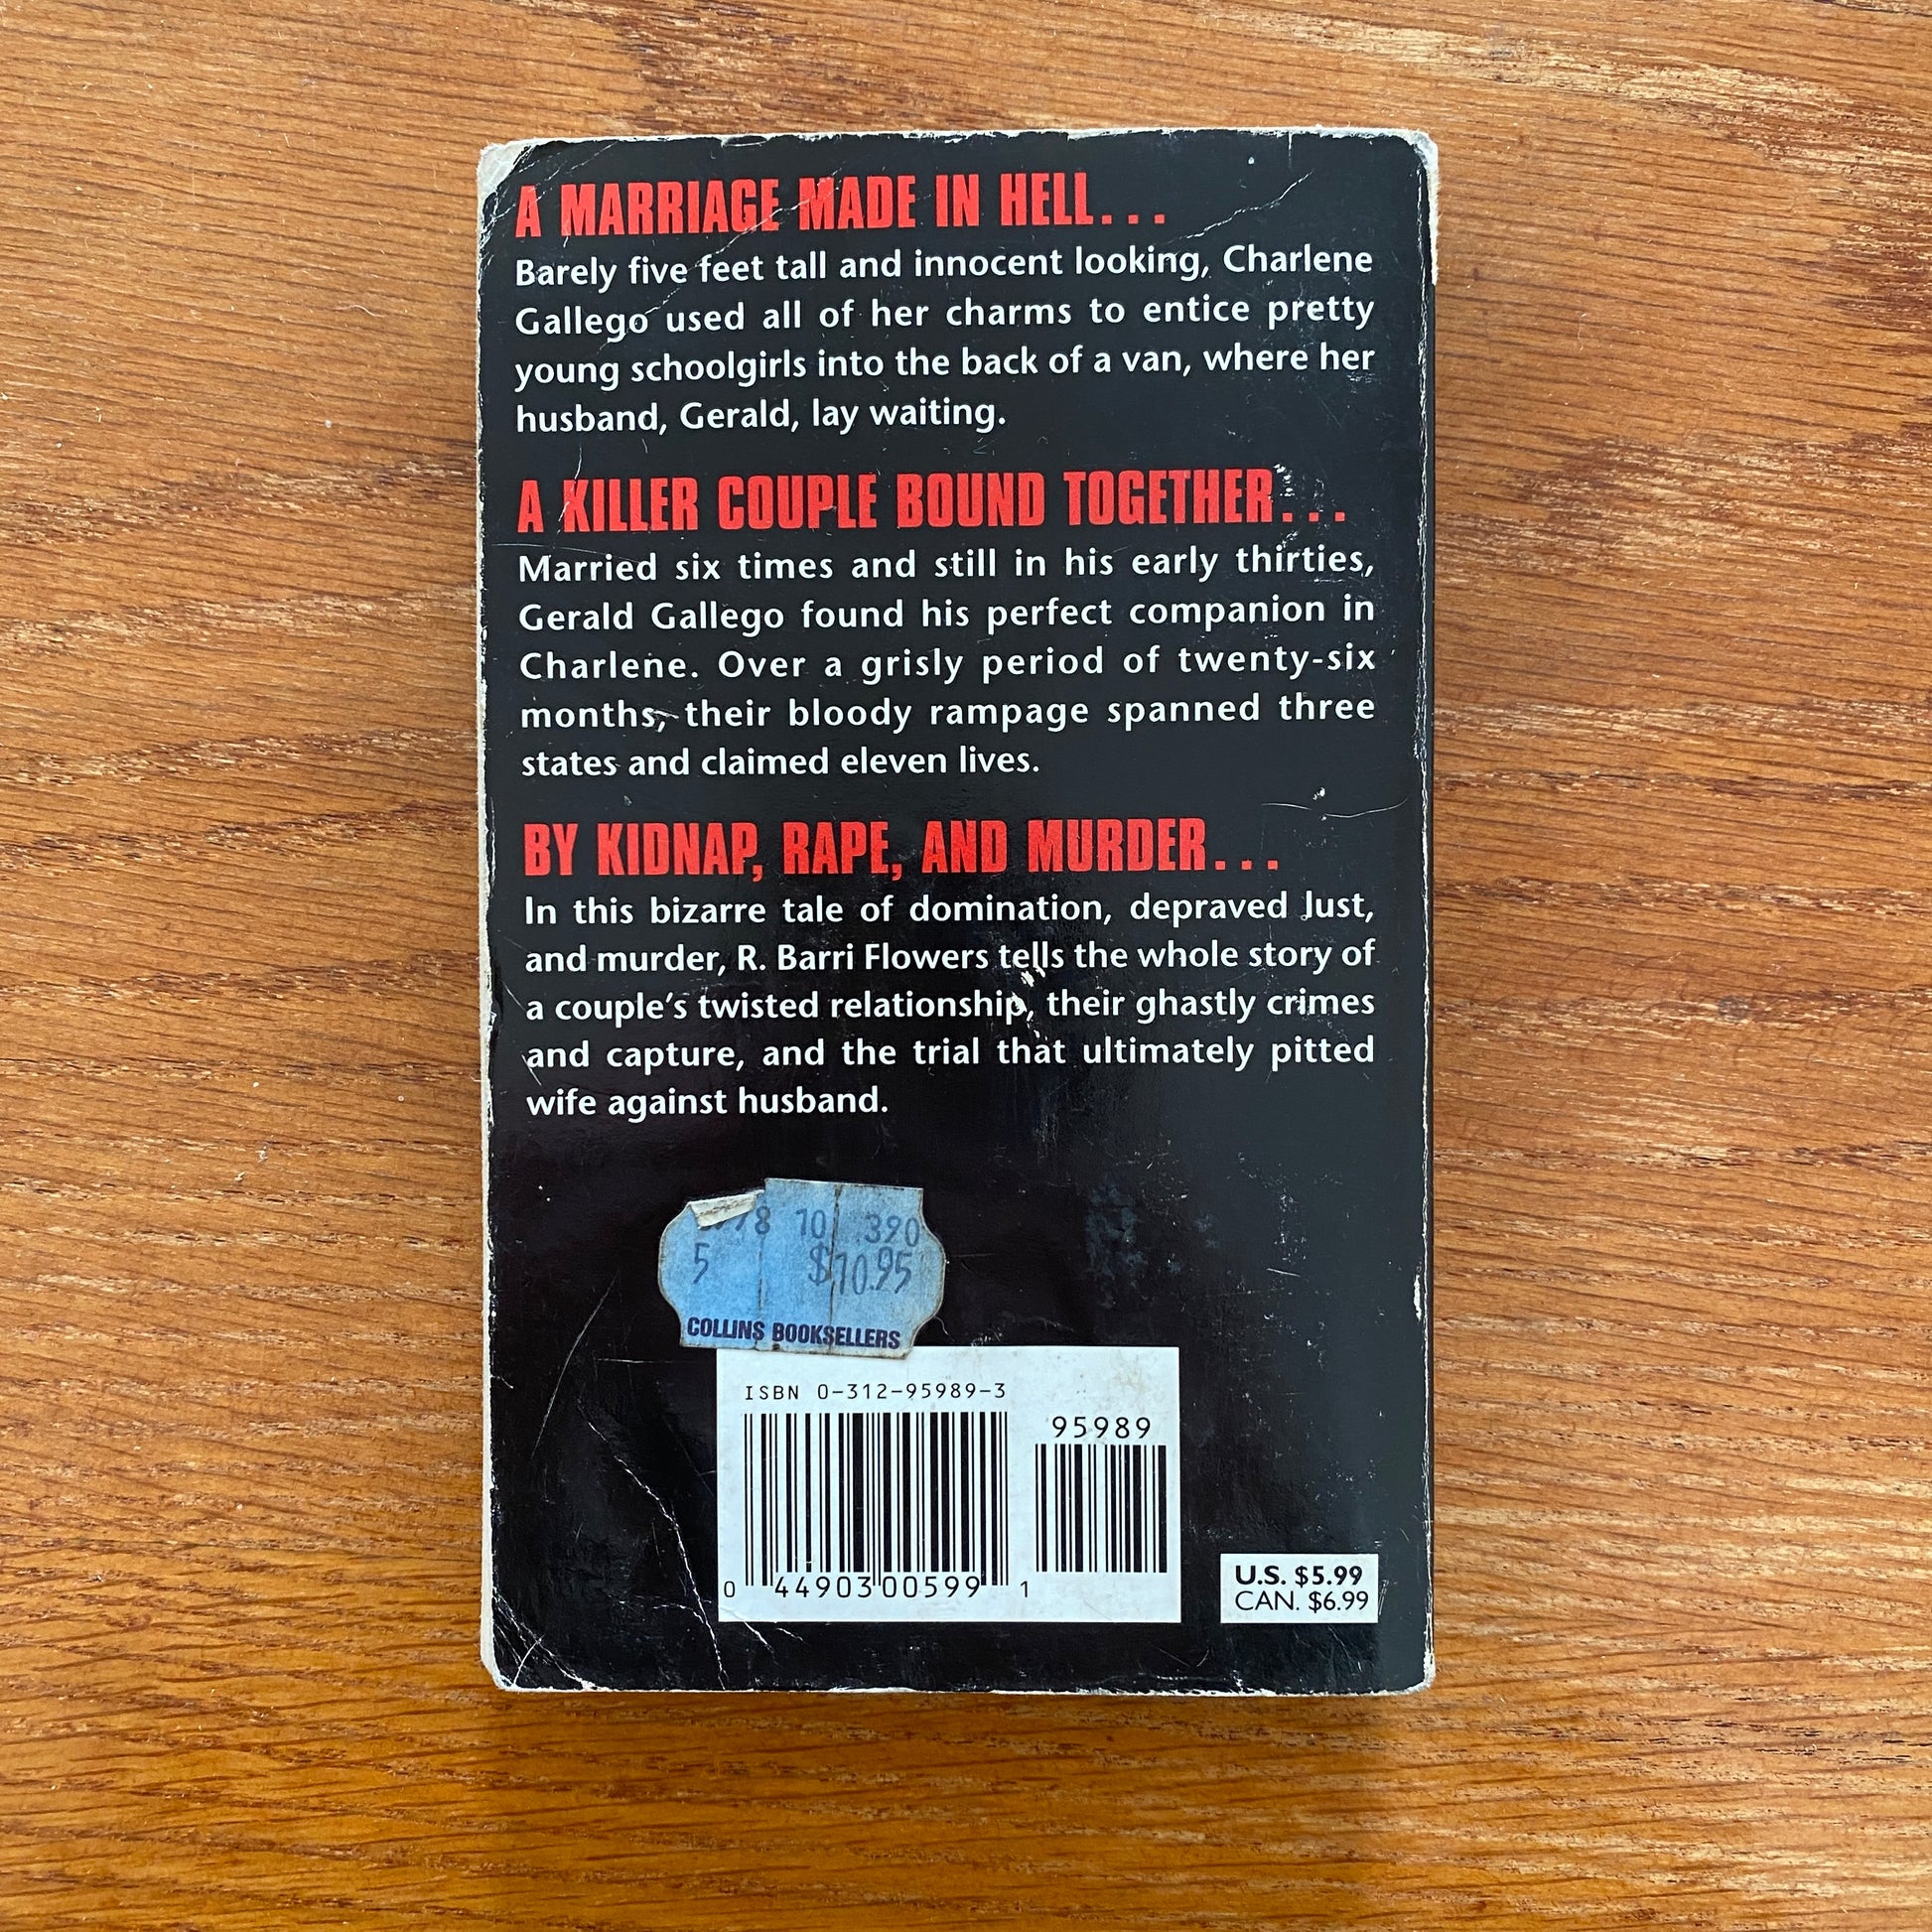 A MARRIAGE MADE IN HELL...
Barely five feet tall and innocent looking, Charlene
Gallego used all of her charms to entice pretty
young schoolgirls into the back of a van, where her
husband, Gerald, lay waiting.
A KILLER COUPLE BOUND TOGETHER...
Married six times and still in his early thirties,
Gerald Gallego found his perfect companion in
Charlene. Over a grisly period of twenty-six
months, their bloody rampage spanned three
states and claimed eleven lives.
BY KIDNAP, RAPE, AND MURDER...
In this bizarre tale of domination, depraved lust,
and murder, R. Barri Flowers tells the whole story of
a couple's twisted relationship, their ghastly crimes
and capture, and the trial that ultimately pitted
wife against husband.
10 390
5 $10.95
COLLINS BOOKSELLERS
ISBN 0-312-95989-3
95989
0 44903 00599 1
U.S. $5.99
CAN. $6.99